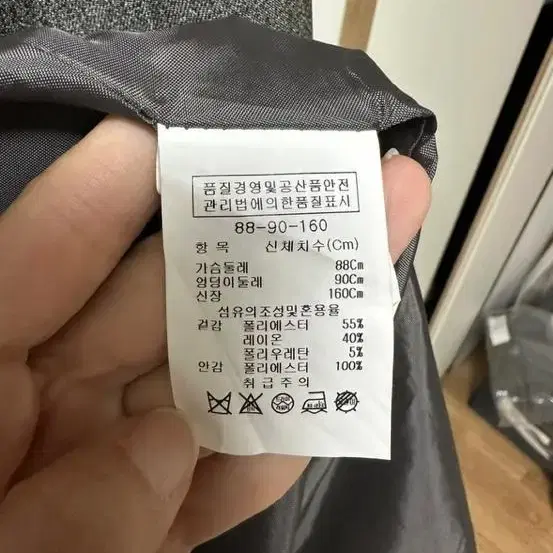 품질경영및공산품안전
관리법에의한품질표시
88-90-160
항 목 신체치수(Cm)
가슴둘레 88Cm
엉덩이둘레 90Cm
신장 160Cm
섬유의조성및혼용율
겉감 폴리에스터 55%
레이온 40%
폴리우레탄 5%
안감 폴리에스터 100%
취급주의